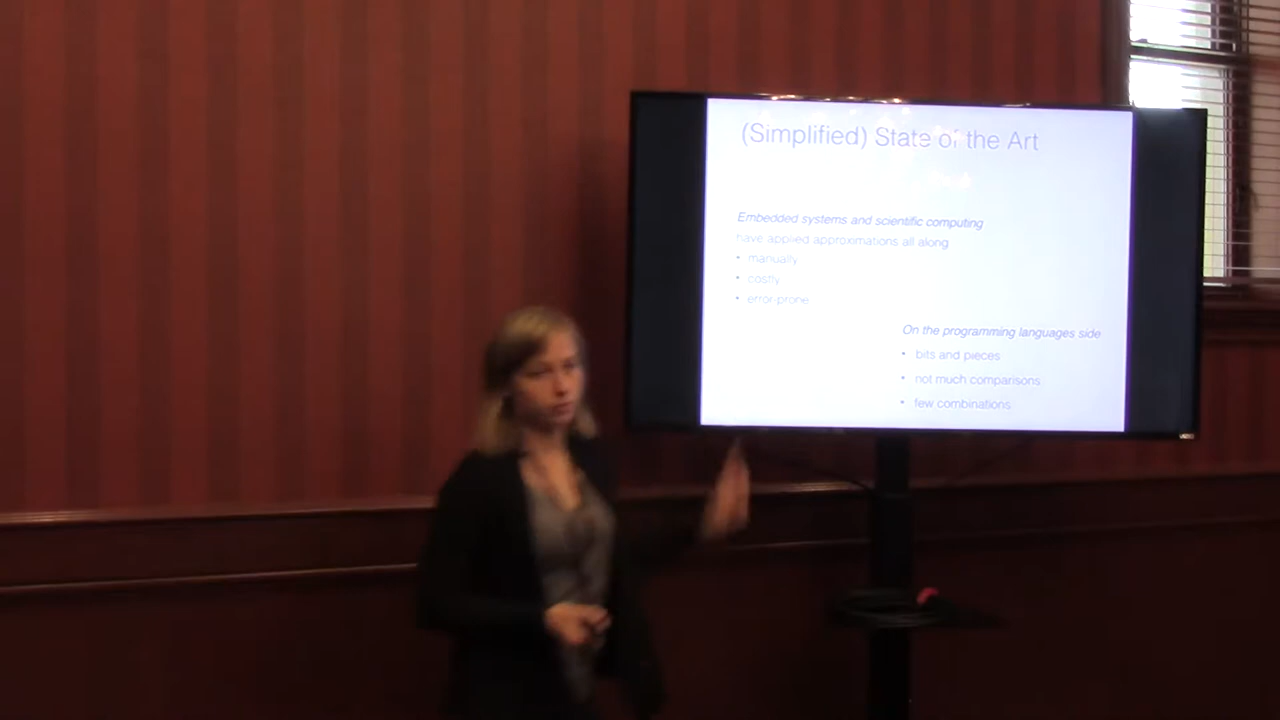 (Simplified) State of the Art
Embedded systems and scientific computing
have applied approximations all along
• manually
• costly
• error-prone
On the programming languages side
• bits and pieces
• not much comparisons
• few combinations